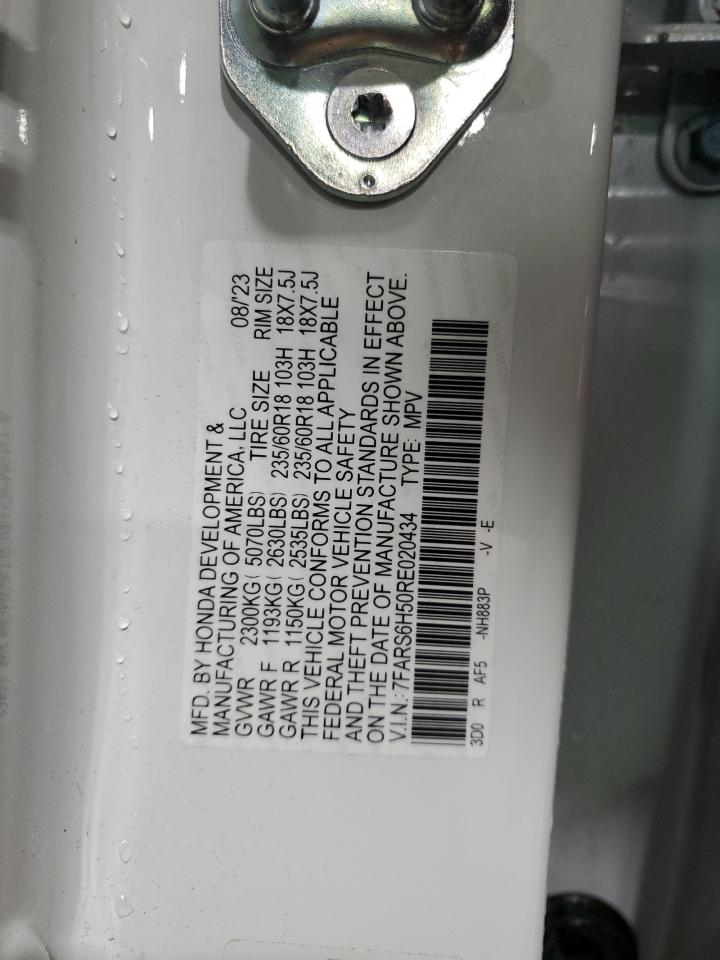 MFD. BY HONDA DEVELOPMENT &
MANUFACTURING OF AMERICA, LLC 08/'23
GVWR 2300KG( 5070LBS) TIRE SIZE RIM SIZE
GAWR F 1193KG( 2630LBS) 235/60R18 103H 18X7.5J
GAWR R 1150KG( 2535LBS) 235/60R18 103H 18X7.5J
THIS VEHICLE CONFORMS TO ALL APPLICABLE
FEDERAL MOTOR VEHICLE SAFETY
AND THEFT PREVENTION STANDARDS IN EFFECT
ON THE DATE OF MANUFACTURE SHOWN ABOVE.
V.I.N.: 7FARS6H50RE020434 TYPE: MPV
3D0 R AF5 -NH883P -V -E